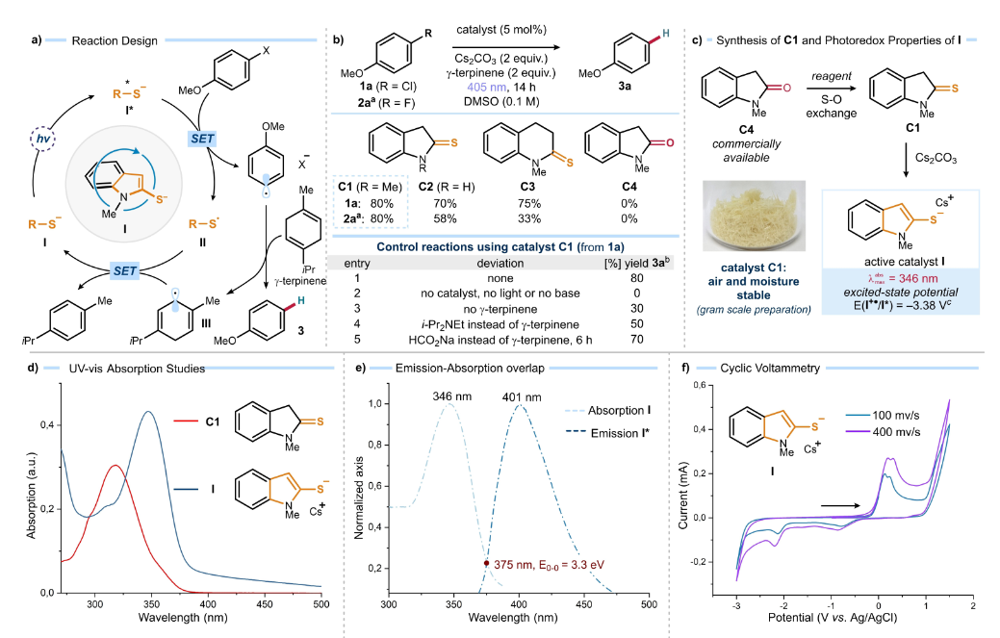 a) Reaction Design
X
MeO
*
R–S⁻
I*
hν
SET
OMe
X⁻
N
Me
S⁻
I
R–S⁻
I
R–S•
II
Me
iPr
γ-terpinene
SET
Me
iPr
Me
iPr
III
H
MeO
3
b)
R
MeO
1a (R = Cl)
2aᵃ (R = F)
catalyst (5 mol%)
Cs₂CO₃ (2 equiv.)
γ-terpinene (2 equiv.)
405 nm, 14 h
DMSO (0.1 M)
H
MeO
3a
S
N
R
S
N
Me
O
N
Me
C1 (R = Me) C2 (R = H) C3 C4
1a: 80% 70% 75% 0%
2aᵃ: 80% 58% 33% 0%
Control reactions using catalyst C1 (from 1a)
entry deviation [%] yield 3aᵇ
1 none 80
2 no catalyst, no light or no base 0
3 no γ-terpinene 30
4 i-Pr₂NEt instead of γ-terpinene 50
5 HCO₂Na instead of γ-terpinene, 6 h 70
c) Synthesis of C1 and Photoredox Properties of I
O
N
Me
C4
commercially
available
reagent
S-O
exchange
S
N
Me
C1
Cs₂CO₃
catalyst C1:
air and moisture
stable
(gram scale preparation)
Cs⁺
S⁻
N
Me
active catalyst I
λᵃᵇˢₘₐₓ = 346 nm
excited-state potential
E(I⁺•/I*) = –3.38 Vᶜ
d) UV-vis Absorption Studies
Absorption (a.u.)
0,4
0,2
0,0
300 350 400 450 500
Wavelength (nm)
C1
S
N
Me
I
S⁻
N
Me
Cs⁺
e) Emission-Absorption overlap
Normalized axis
1,0
0,8
0,6
0,4
0,2
300 350 400 450 500
Wavelength (nm)
346 nm 401 nm
Absorption I
Emission I*
375 nm, E₀₋₀ = 3.3 eV
f) Cyclic Voltammetry
Current (mA)
0,6
0,4
0,2
0.0
-0,2
-3 -2 -1 0 1 2
Potential (V vs. Ag/AgCl)
S⁻
N
Me
Cs⁺
I
100 mv/s
400 mv/s